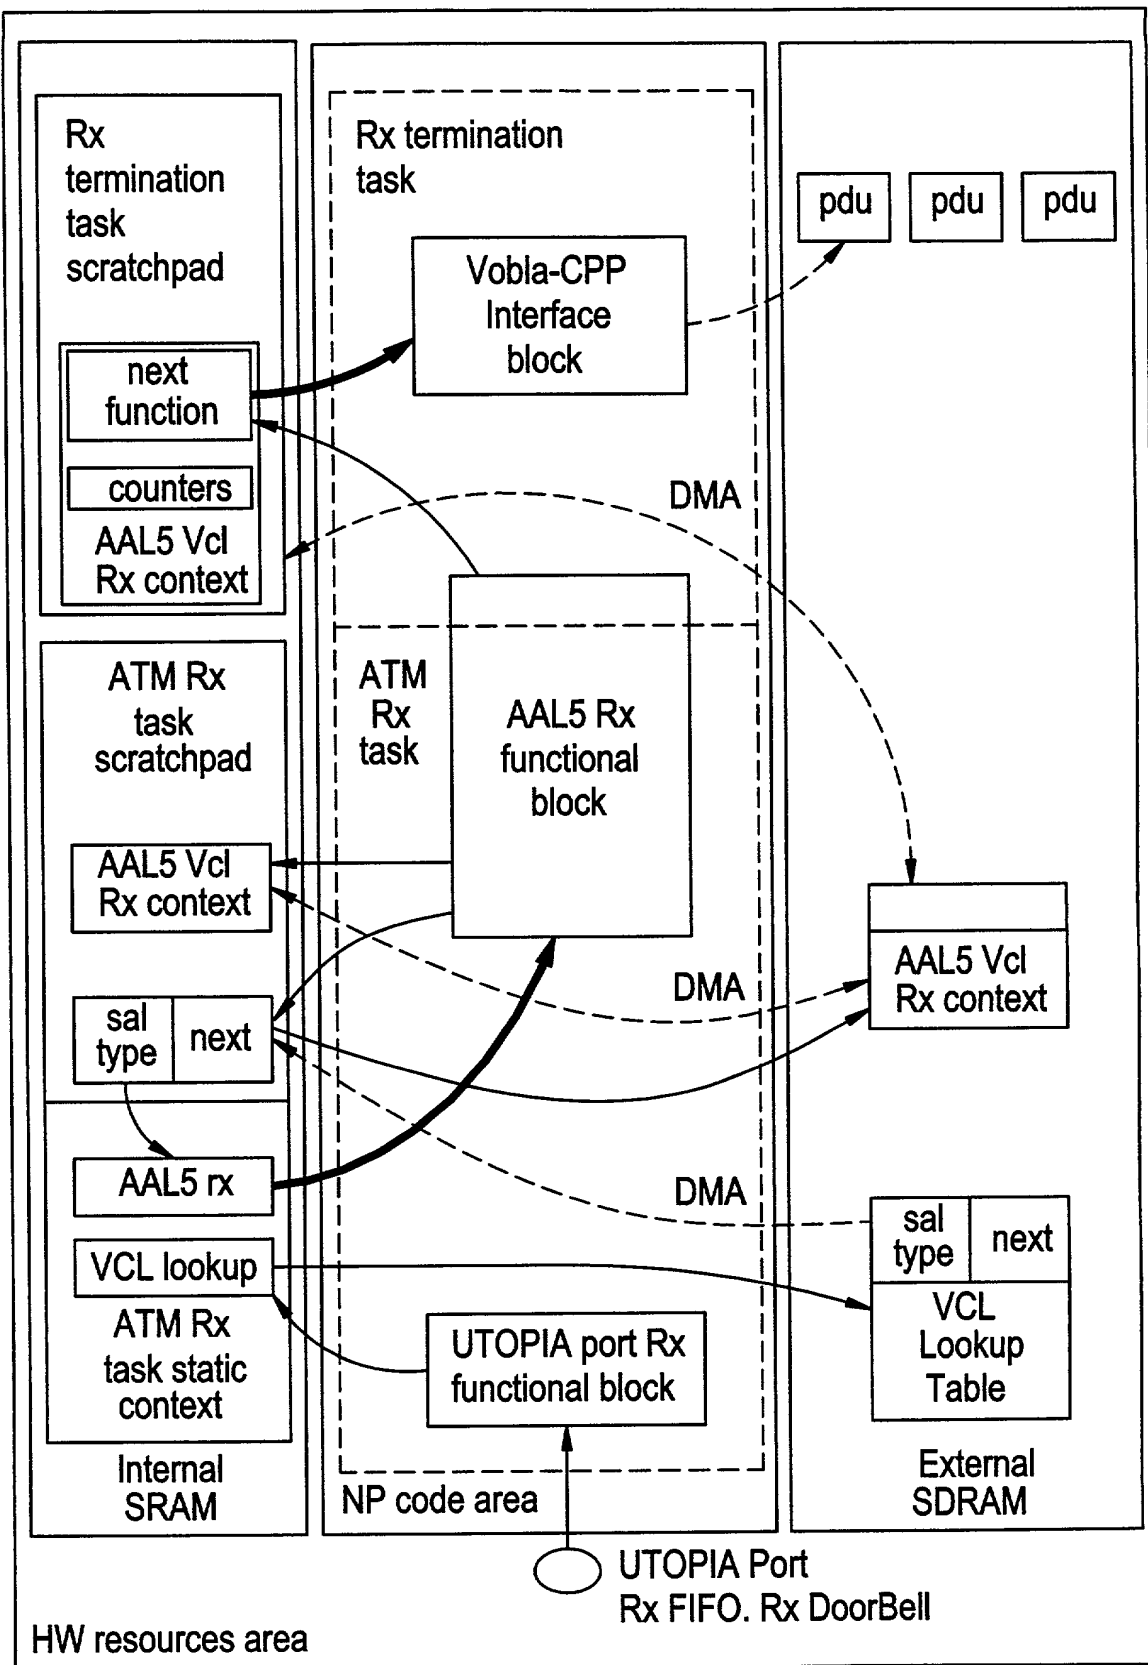 Rx
termination
task
scratchpad
next
function
counters
AAL5 Vcl
Rx context
ATM Rx
task
scratchpad
AAL5 Vcl
Rx context
sal
type
next
AAL5 rx
VCL lookup
ATM Rx
task static
context
Internal
SRAM
Rx termination
task
Vobla-CPP
Interface
block
DMA
ATM
Rx
task
AAL5 Rx
functional
block
DMA
DMA
UTOPIA port Rx
functional block
NP code area
pdu
pdu
pdu
AAL5 Vcl
Rx context
sal
type
next
VCL
Lookup
Table
External
SDRAM
UTOPIA Port
Rx FIFO. Rx DoorBell
HW resources area